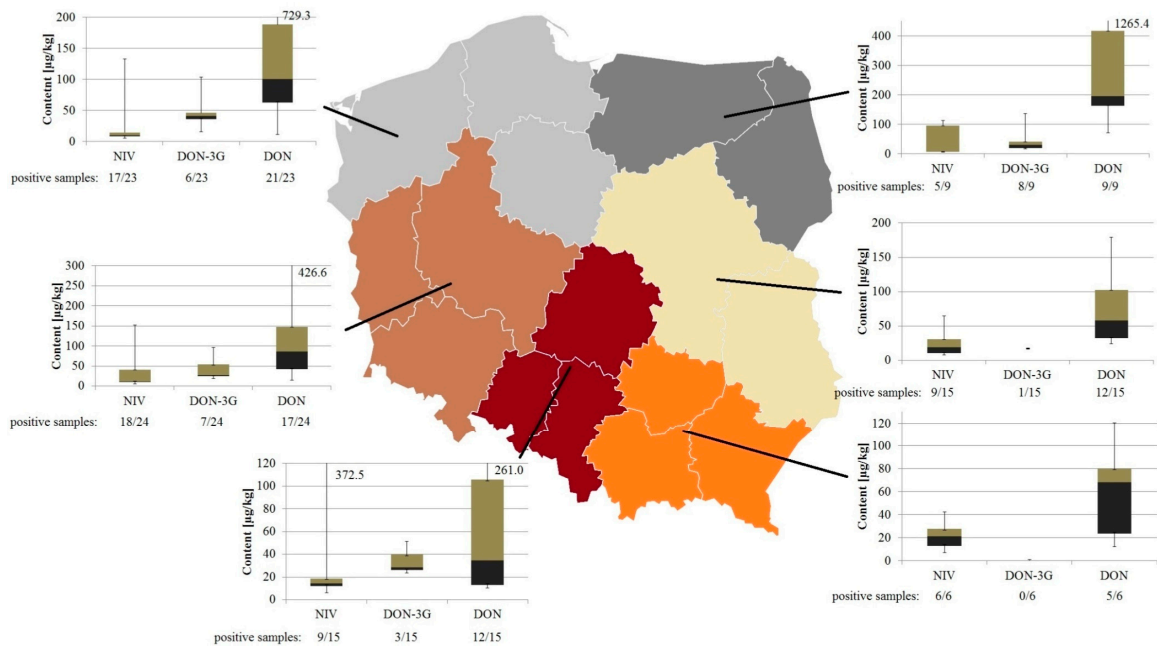 729.3
200
150
100
50
0
Contetnt [µg/kg]
NIV DON-3G DON
positive samples: 17/23 6/23 21/23
1265.4
400
300
200
100
0
Content [µg/kg]
NIV DON-3G DON
positive samples: 5/9 8/9 9/9
426.6
300
250
200
150
100
50
0
Content [µg/kg]
NIV DON-3G DON
positive samples: 18/24 7/24 17/24
200
150
100
50
0
Content [µg/kg]
NIV DON-3G DON
positive samples: 9/15 1/15 12/15
372.5 261.0
120
100
80
60
40
20
0
Content [µg/kg]
NIV DON-3G DON
positive samples: 9/15 3/15 12/15
120
100
80
60
40
20
0
Content [µg/kg]
NIV DON-3G DON
positive samples: 6/6 0/6 5/6